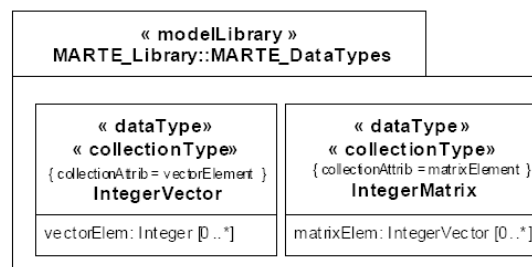 « modelLibrary »
MARTE_Library::MARTE_DataTypes
« dataType»
« collectionType»
{ collectionAttrib = vectorElement }
IntegerVector
vectorElem: Integer [0..*]
« dataType»
« collectionType»
{ collectionAttrib = matrixElement }
IntegerMatrix
matrixElem: IntegerVector [0..*]